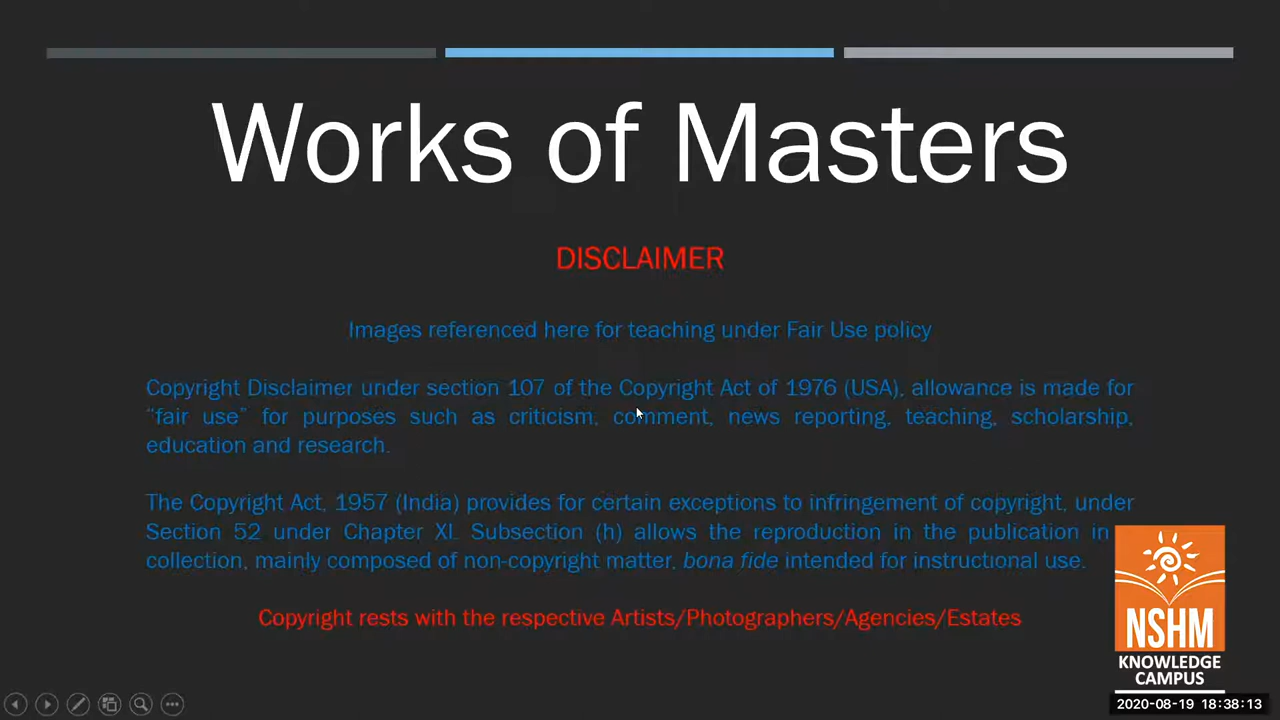 Works of Masters
DISCLAIMER
Images referenced here for teaching under Fair Use policy
Copyright Disclaimer under section 107 of the Copyright Act of 1976 (USA), allowance is made for
“fair use” for purposes such as criticism, comment, news reporting, teaching, scholarship,
education and research.
The Copyright Act, 1957 (India) provides for certain exceptions to infringement of copyright, under
Section 52 under Chapter XI. Subsection (h) allows the reproduction in the publication in
collection, mainly composed of non-copyright matter, bona fide intended for instructional use.
Copyright rests with the respective Artists/Photographers/Agencies/Estates
NSHM
KNOWLEDGE
CAMPUS
2020-08-19 18:38:13